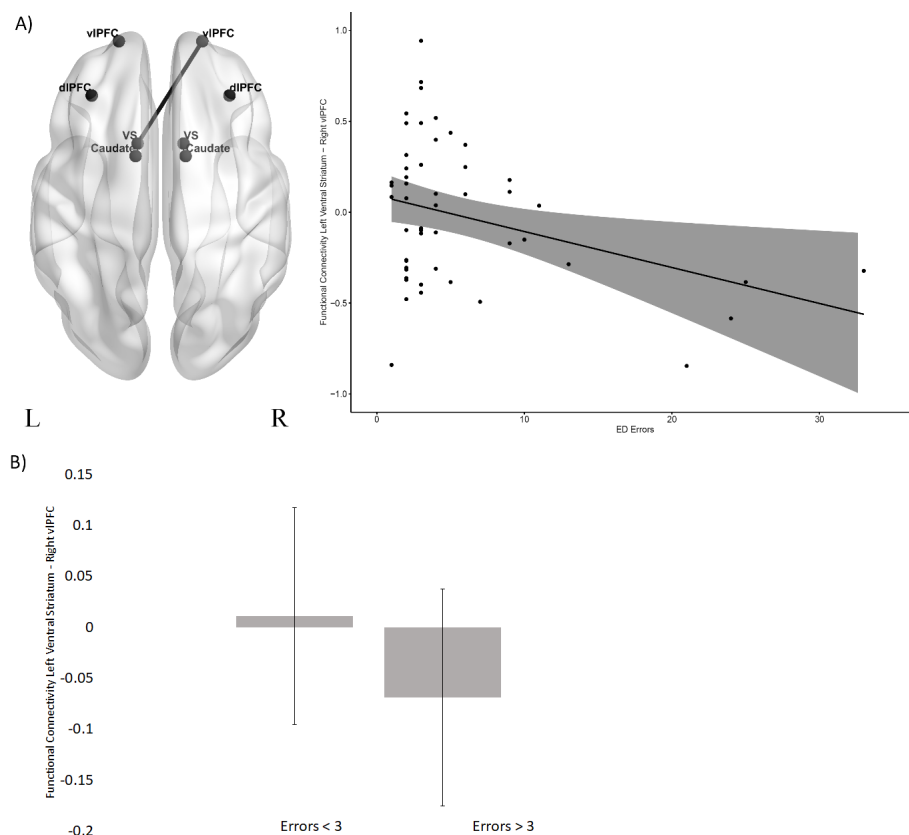 A)
vlPFC vlPFC
dlPFC dlPFC
VS VS
Caudate Caudate
L R
Functional Connectivity Left Ventral Striatum − Right vlPFC
1.0
0.5
0.0
−0.5
−1.0
0 10 20 30
ED Errors
B)
Functional Connectivity Left Ventral Striatum - Right vlPFC
0.15
0.1
0.05
0
-0.05
-0.1
-0.15
-0.2
Errors < 3 Errors > 3